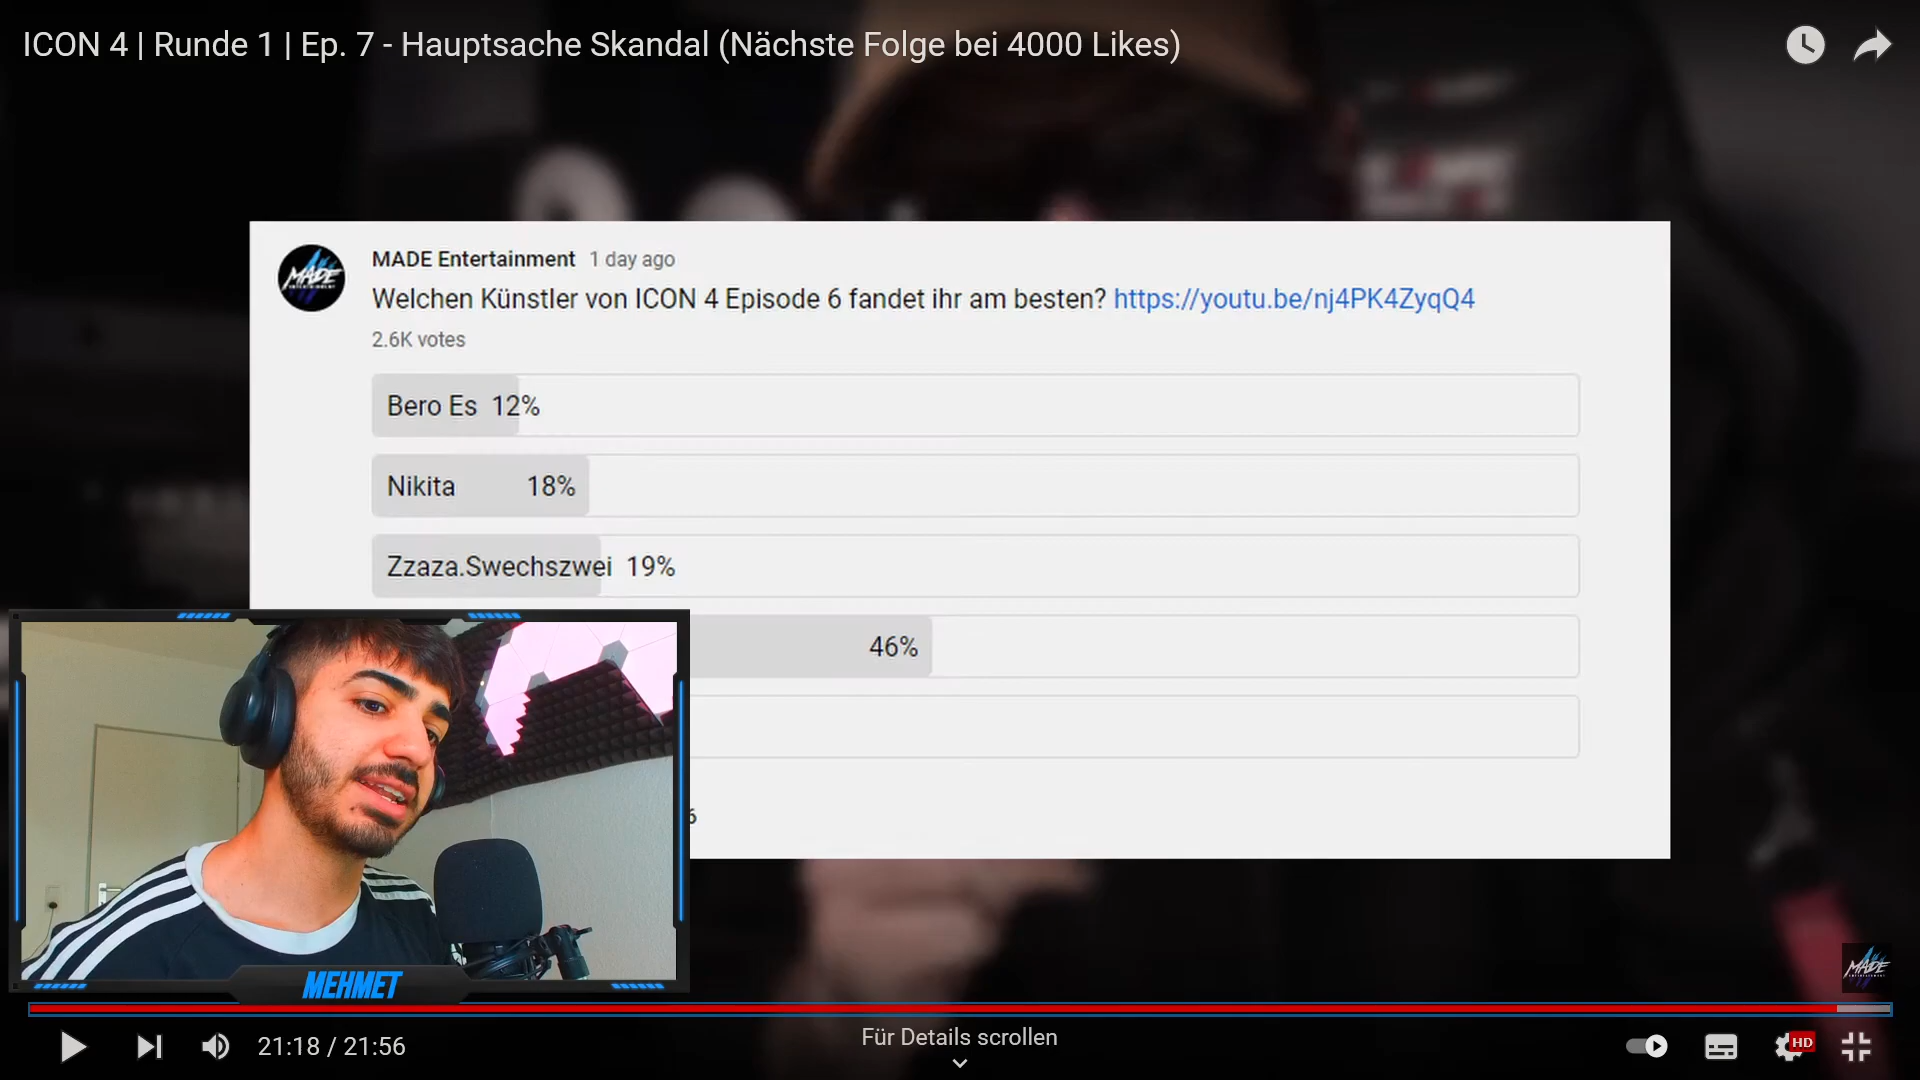 ICON 4 | Runde 1 | Ep. 7 - Hauptsache Skandal (Nächste Folge bei 4000 Likes)
MADE Entertainment 1 day ago
Welchen Künstler von ICON 4 Episode 6 fandet ihr am besten? https://youtu.be/nj4PK4ZyqQ4
2.6K votes
Bero Es 12%
Nikita 18%
Zzaza.Swechszwei 19%
46%
MADE
MEHMET
MADE
21:18 / 21:56
Für Details scrollen
HD